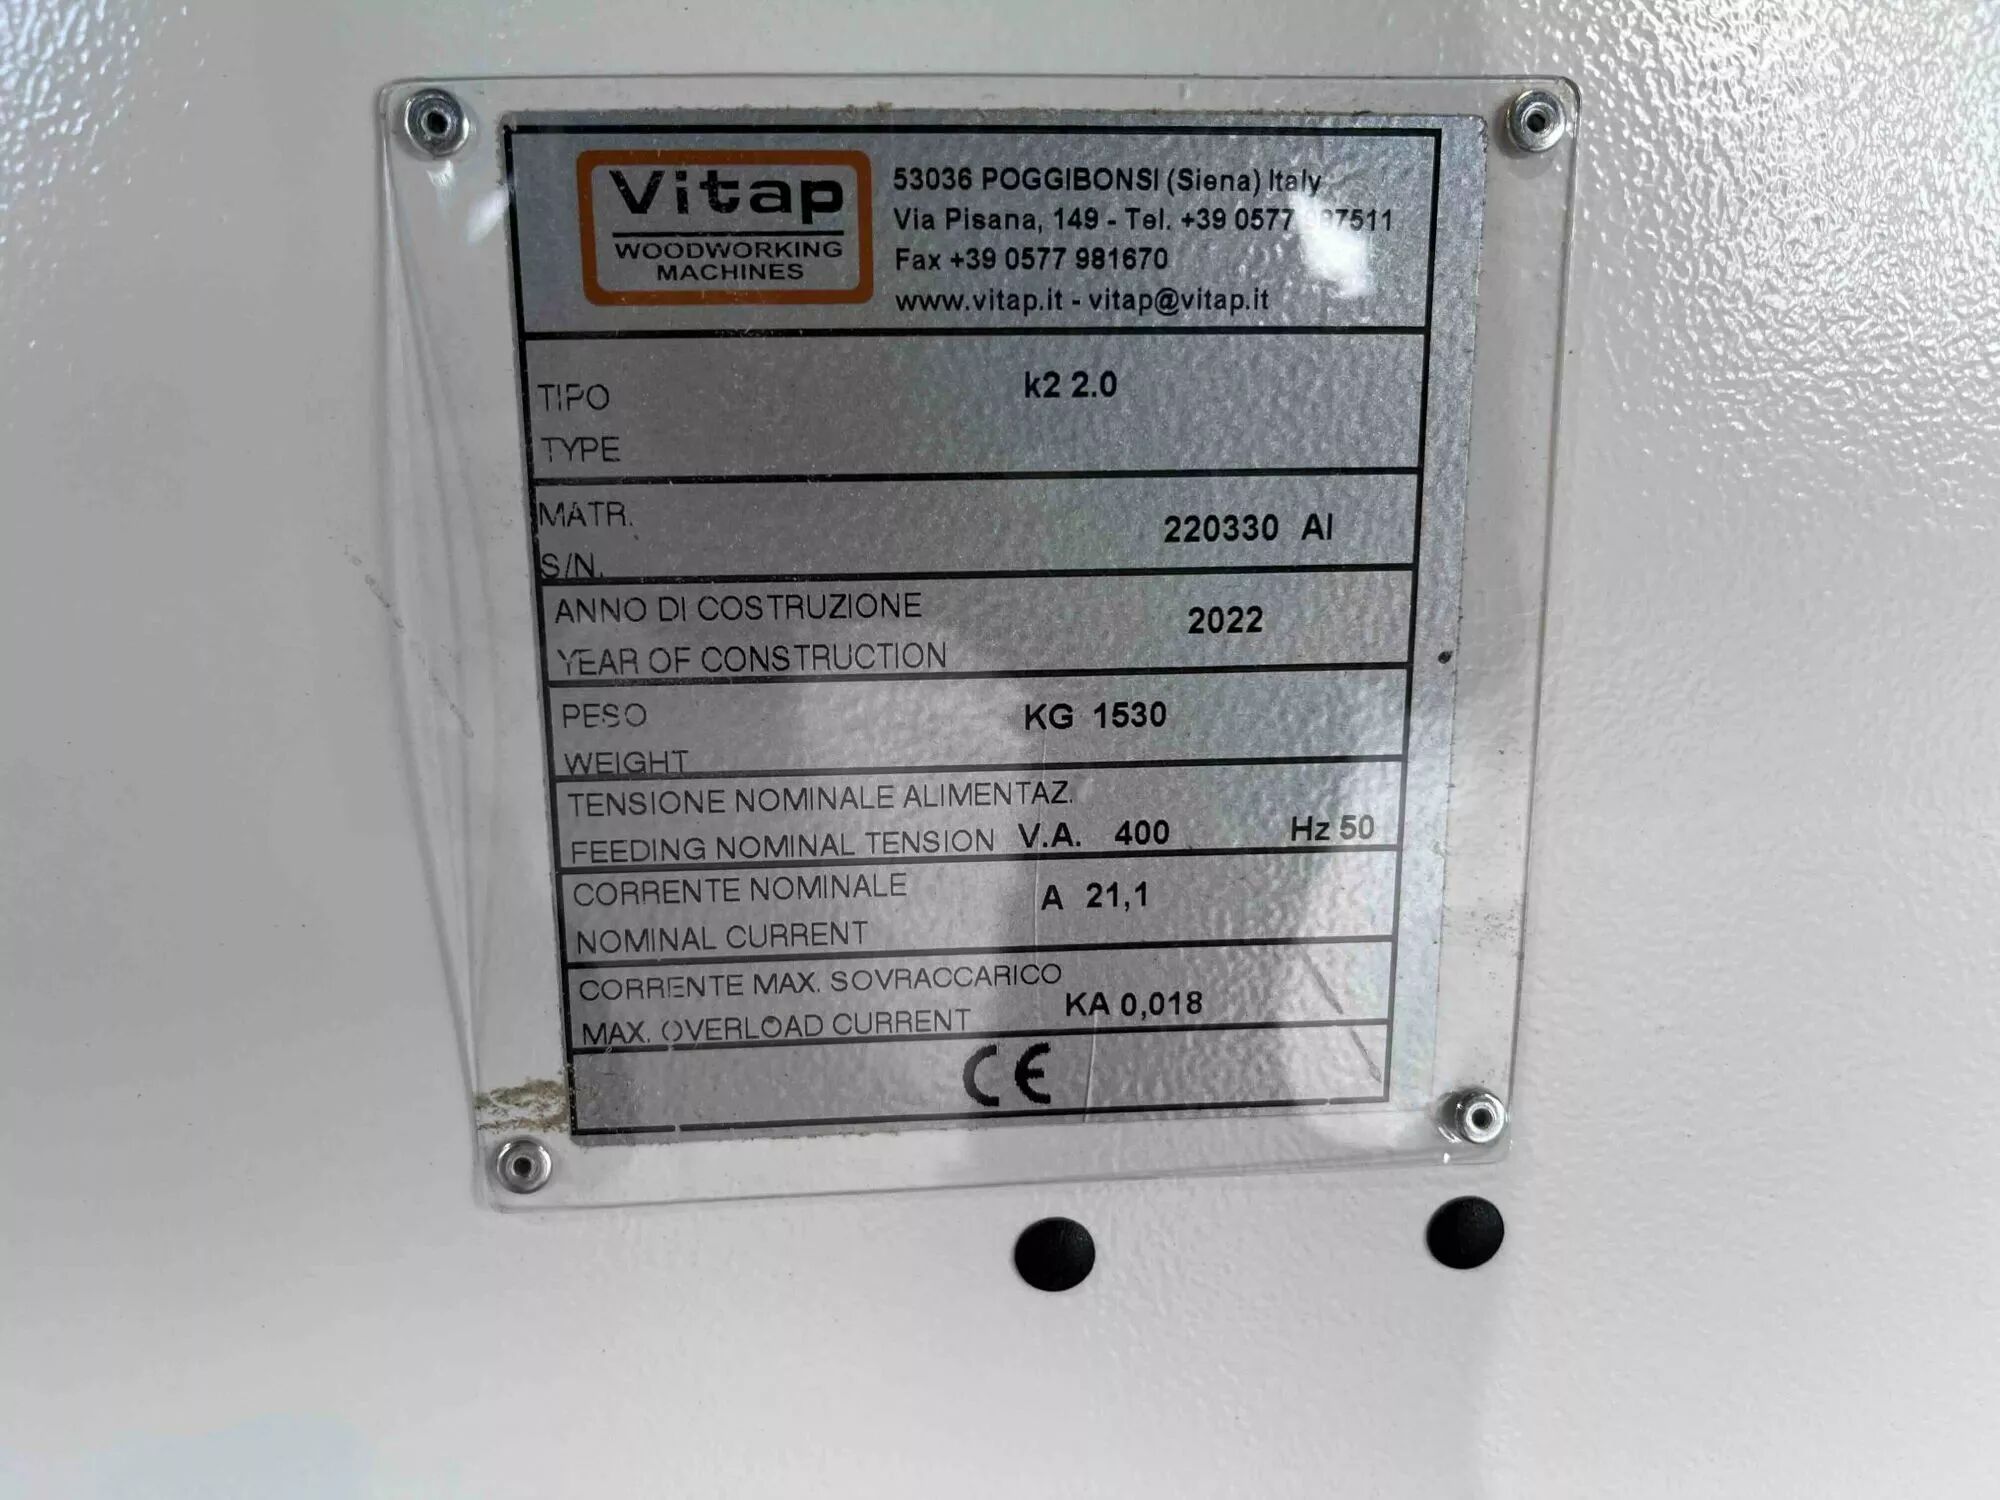 Vitap
WOODWORKING
MACHINES
53036 POGGIBONSI (Siena) Italy
Via Pisana, 149 - Tel. +39 0577
Fax +39 0577 981670
www.vitap.it - vitap@vitap.it
TIPO
TYPE
k2 2.0
MATR.
S/N.
220330 AI
ANNO DI COSTRUZIONE
YEAR OF CONSTRUCTION
2022
PESO
WEIGHT
KG 1530
TENSIONE NOMINALE ALIMENTAZ.
FEEDING NOMINAL TENSION V.A. 400 Hz 50
CORRENTE NOMINALE
NOMINAL CURRENT
A 21,1
CORRENTE MAX. SOVRACCARICO
MAX. OVERLOAD CURRENT
KA 0,018
CE